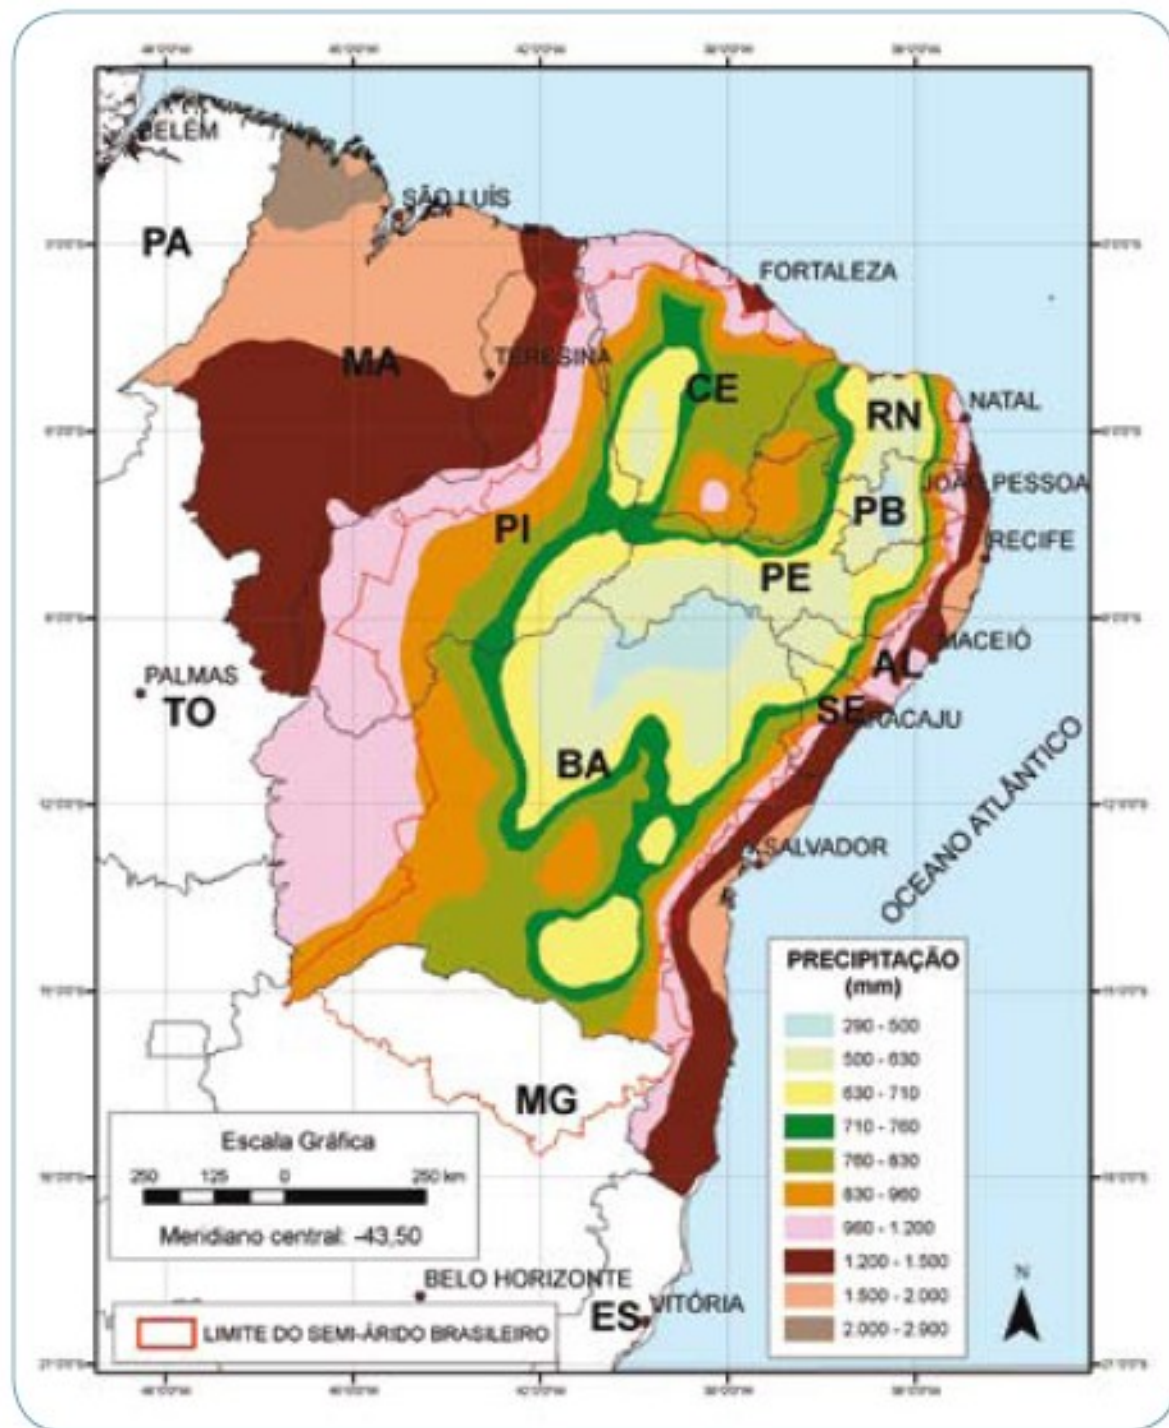 BELÉM
SÃO LUÍS
PA
FORTALEZA
MA
TERESINA
CE
RN
NATAL
JOÃO PESSOA
PB
PI
RECIFE
PE
MACEIÓ
AL
PALMAS
TO
SE
ARACAJU
BA
OCEANO ATLÂNTICO
SALVADOR
MG
PRECIPITAÇÃO
(mm)
290 - 500
500 - 630
630 - 710
710 - 760
760 - 830
830 - 960
960 - 1.200
1.200 - 1.500
1.500 - 2.000
2.000 - 2.900
Escala Gráfica
250 125 0 250 km
Meridiano central: -43,50
BELO HORIZONTE
ES
VITÓRIA
N
LIMITE DO SEMI-ÁRIDO BRASILEIRO